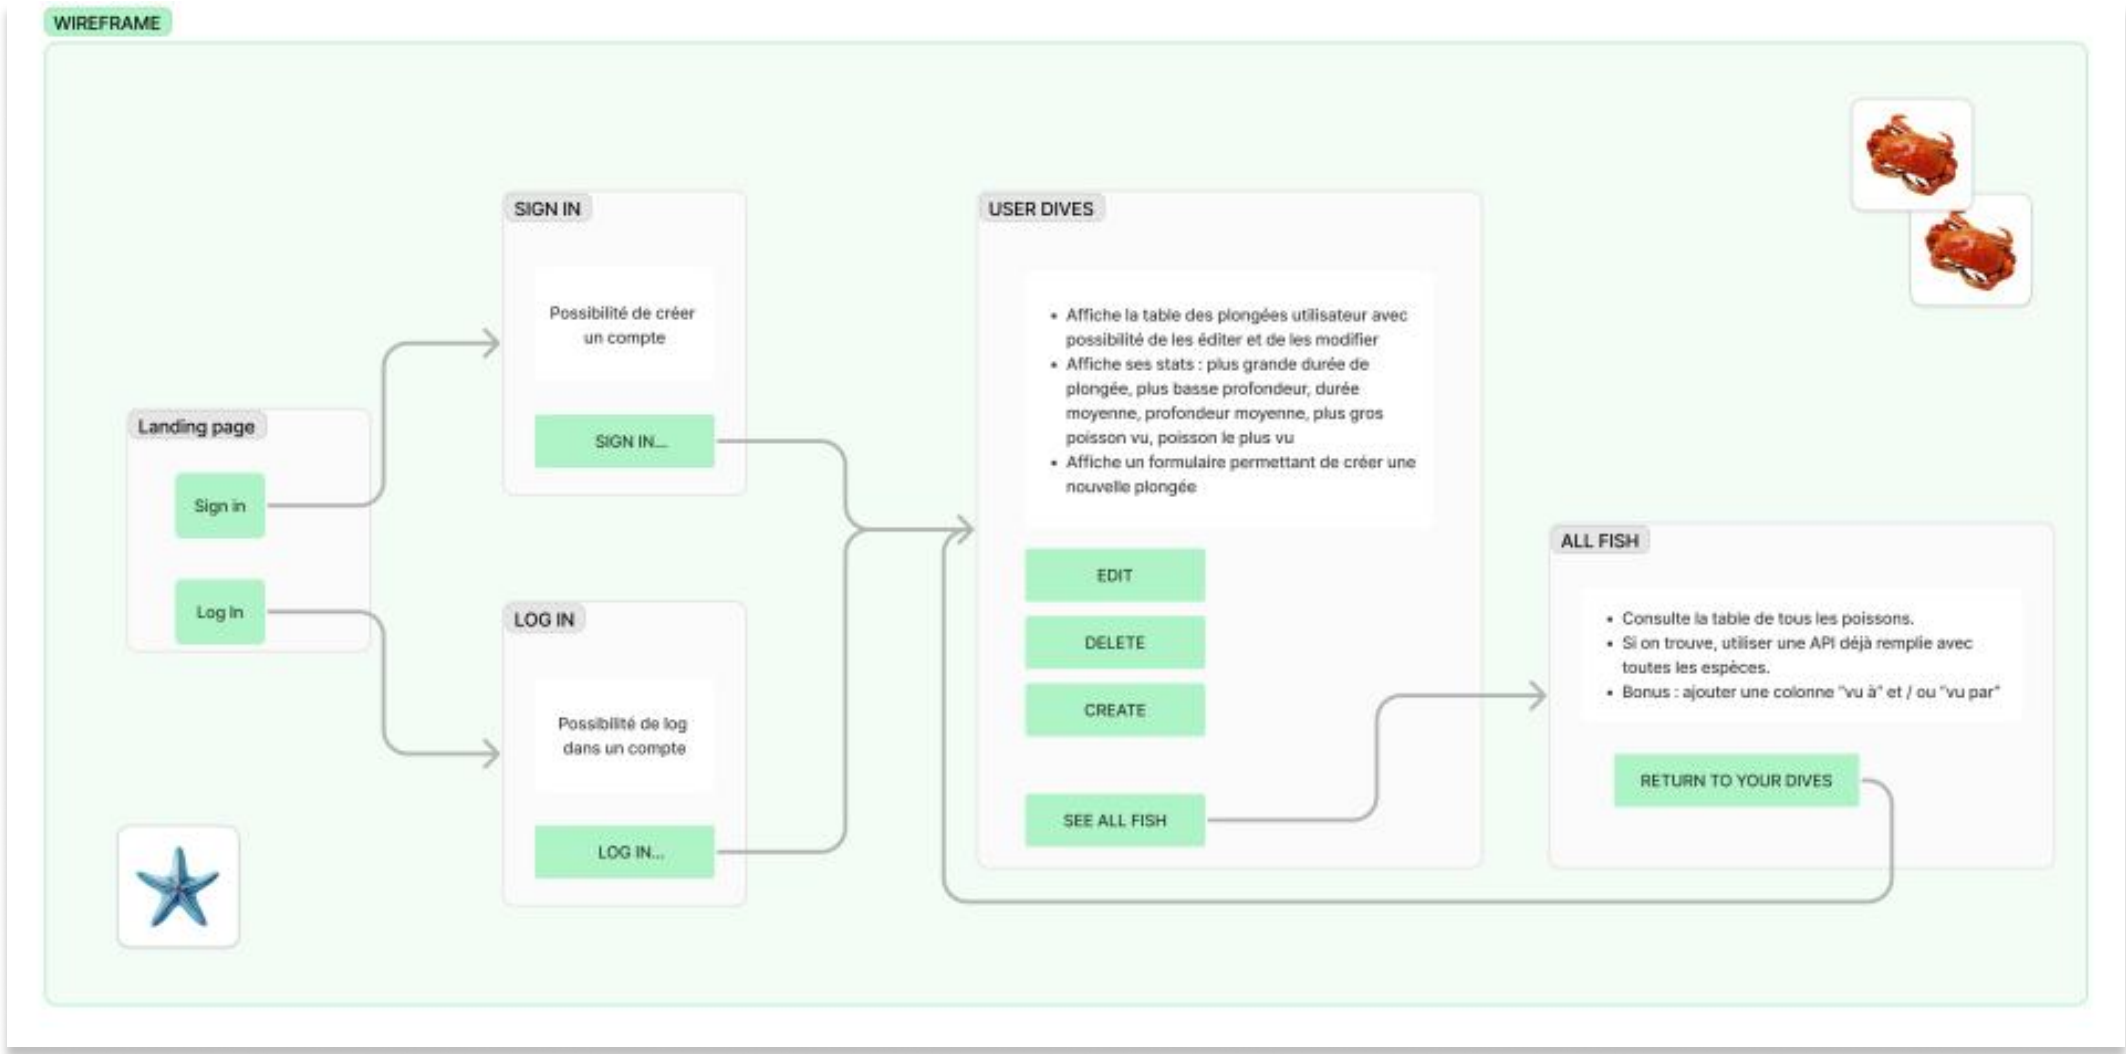 WIREFRAME
Landing page
Sign in
Log In
SIGN IN
Possibilité de créer
un compte
SIGN IN...
LOG IN
Possibilité de log
dans un compte
LOG IN...
USER DIVES
• Affiche la table des plongées utilisateur avec
possibilité de les éditer et de les modifier
• Affiche ses stats : plus grande durée de
plongée, plus basse profondeur, durée
moyenne, profondeur moyenne, plus gros
poisson vu, poisson le plus vu
• Affiche un formulaire permettant de créer une
nouvelle plongée
EDIT
DELETE
CREATE
SEE ALL FISH
ALL FISH
• Consulte la table de tous les poissons.
• Si on trouve, utiliser une API déjà remplie avec
toutes les espèces.
• Bonus : ajouter une colonne "vu à" et / ou "vu par"
RETURN TO YOUR DIVES